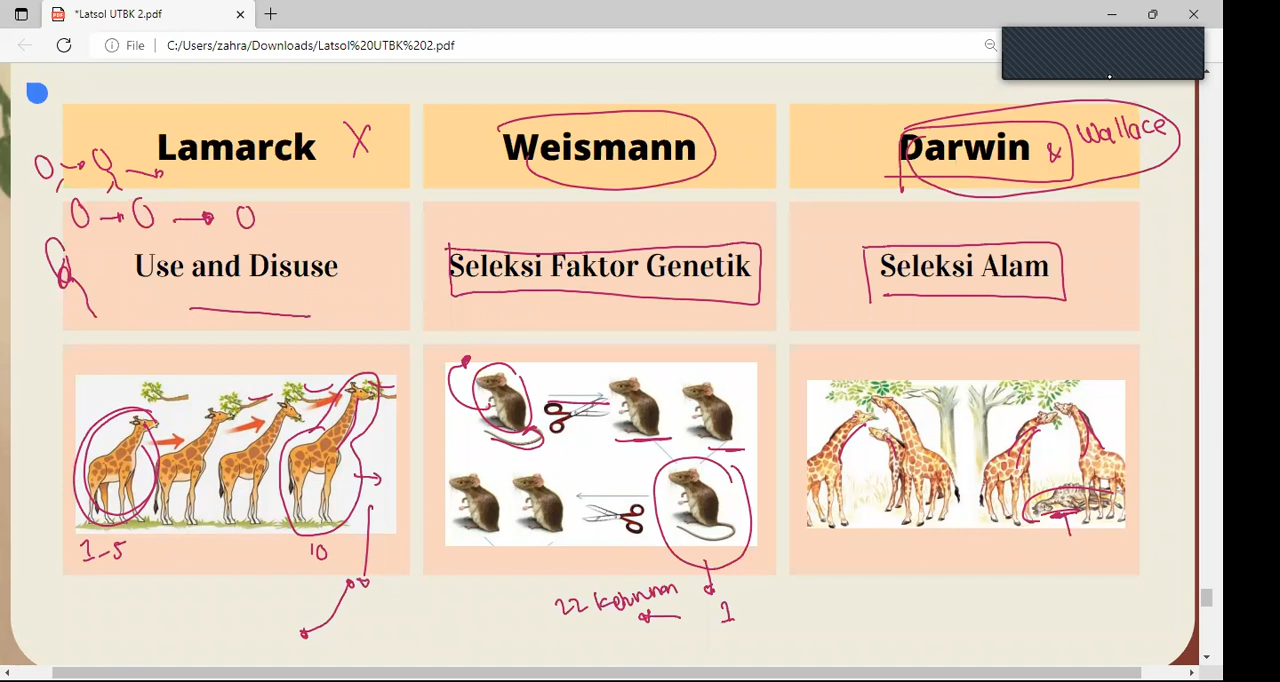 *Latsol UTBK 2.pdf
File
C:/Users/zahra/Downloads/Latsol%20UTBK%202.pdf
Lamarck X
Weismann
Darwin & Wallace
Use and Disuse
Seleksi Faktor Genetik
Seleksi Alam
1-5
10
22 keturunan
1